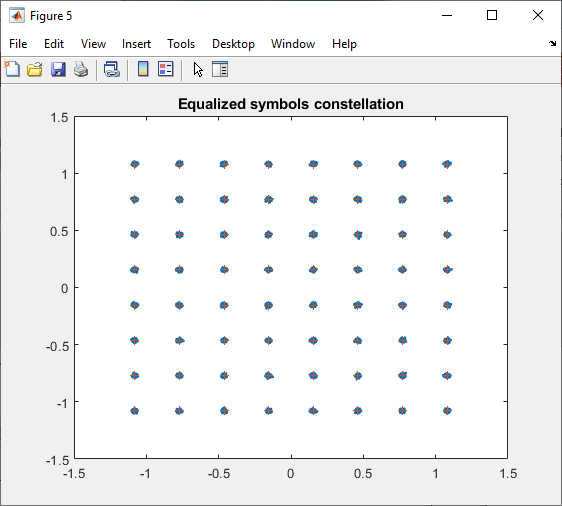 Figure 5
File Edit View Insert Tools Desktop Window Help
Equalized symbols constellation
1.5
1
0.5
0
-0.5
-1
-1.5
-1.5 -1 -0.5 0 0.5 1 1.5